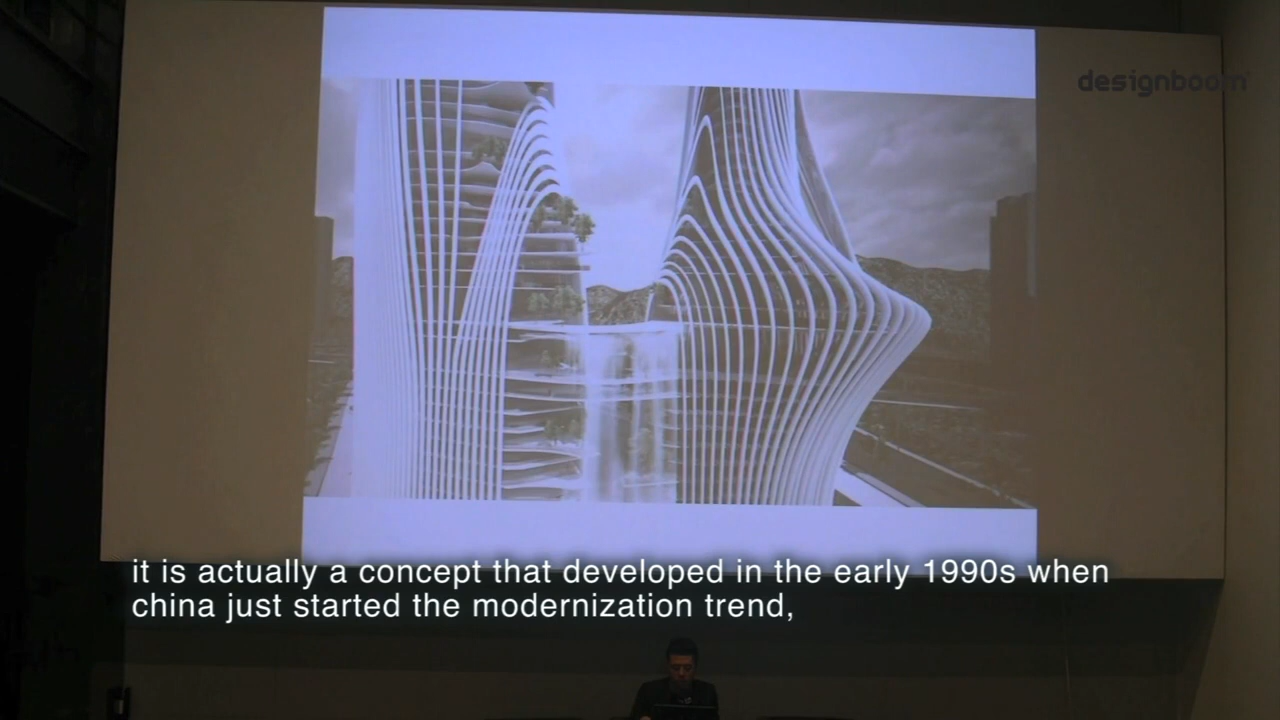 designboom
it is actually a concept that developed in the early 1990s when
china just started the modernization trend,